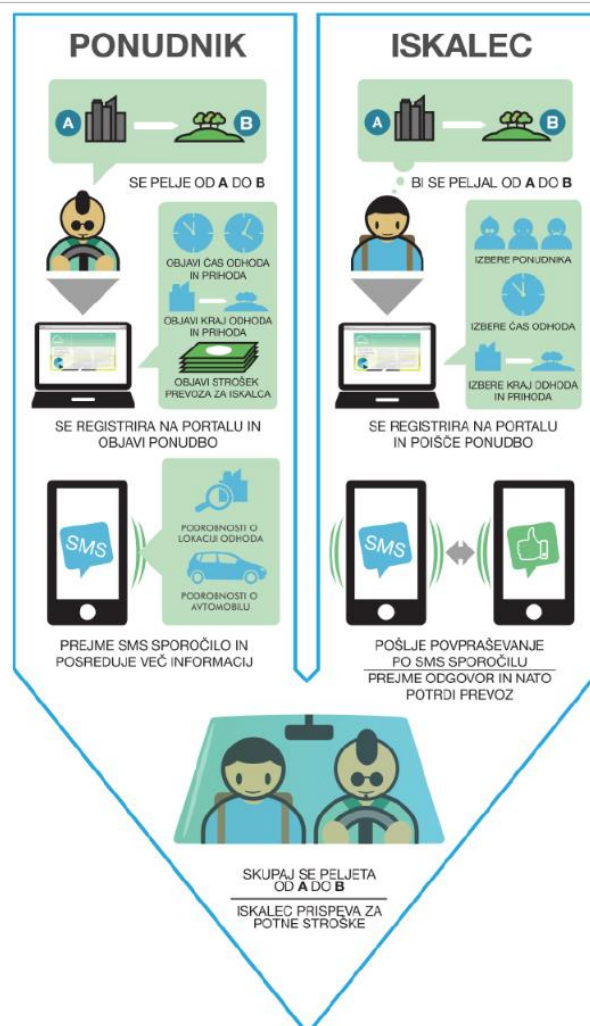 PONUDNIK
A
B
SE PELJE OD A DO B
OBJAVI ČAS ODHODA
IN PRIHODA
OBJAVI KRAJ ODHODA
IN PRIHODA
OBJAVI STROŠEK
PREVOZA ZA ISKALCA
SE REGISTRIRA NA PORTALU IN
OBJAVI PONUDBO
SMS
PODROBNOSTI O
LOKACIJI ODHODA
PODROBNOSTI O
AVTOMOBILU
PREJME SMS SPOROČILO IN
POSREDUJE VEČ INFORMACIJ
ISKALEC
A
B
BI SE PELJAL OD A DO B
IZBERE PONUDNIKA
IZBERE ČAS ODHODA
IZBERE KRAJ ODHODA
IN PRIHODA
SE REGISTRIRA NA PORTALU
IN POIŠČE PONUDBO
SMS
POŠLJE POVPRAŠEVANJE
PO SMS SPOROČILU
PREJME ODGOVOR IN NATO
POTRDI PREVOZ
SKUPAJ SE PELJETA
OD A DO B
ISKALEC PRISPEVA ZA
POTNE STROŠKE